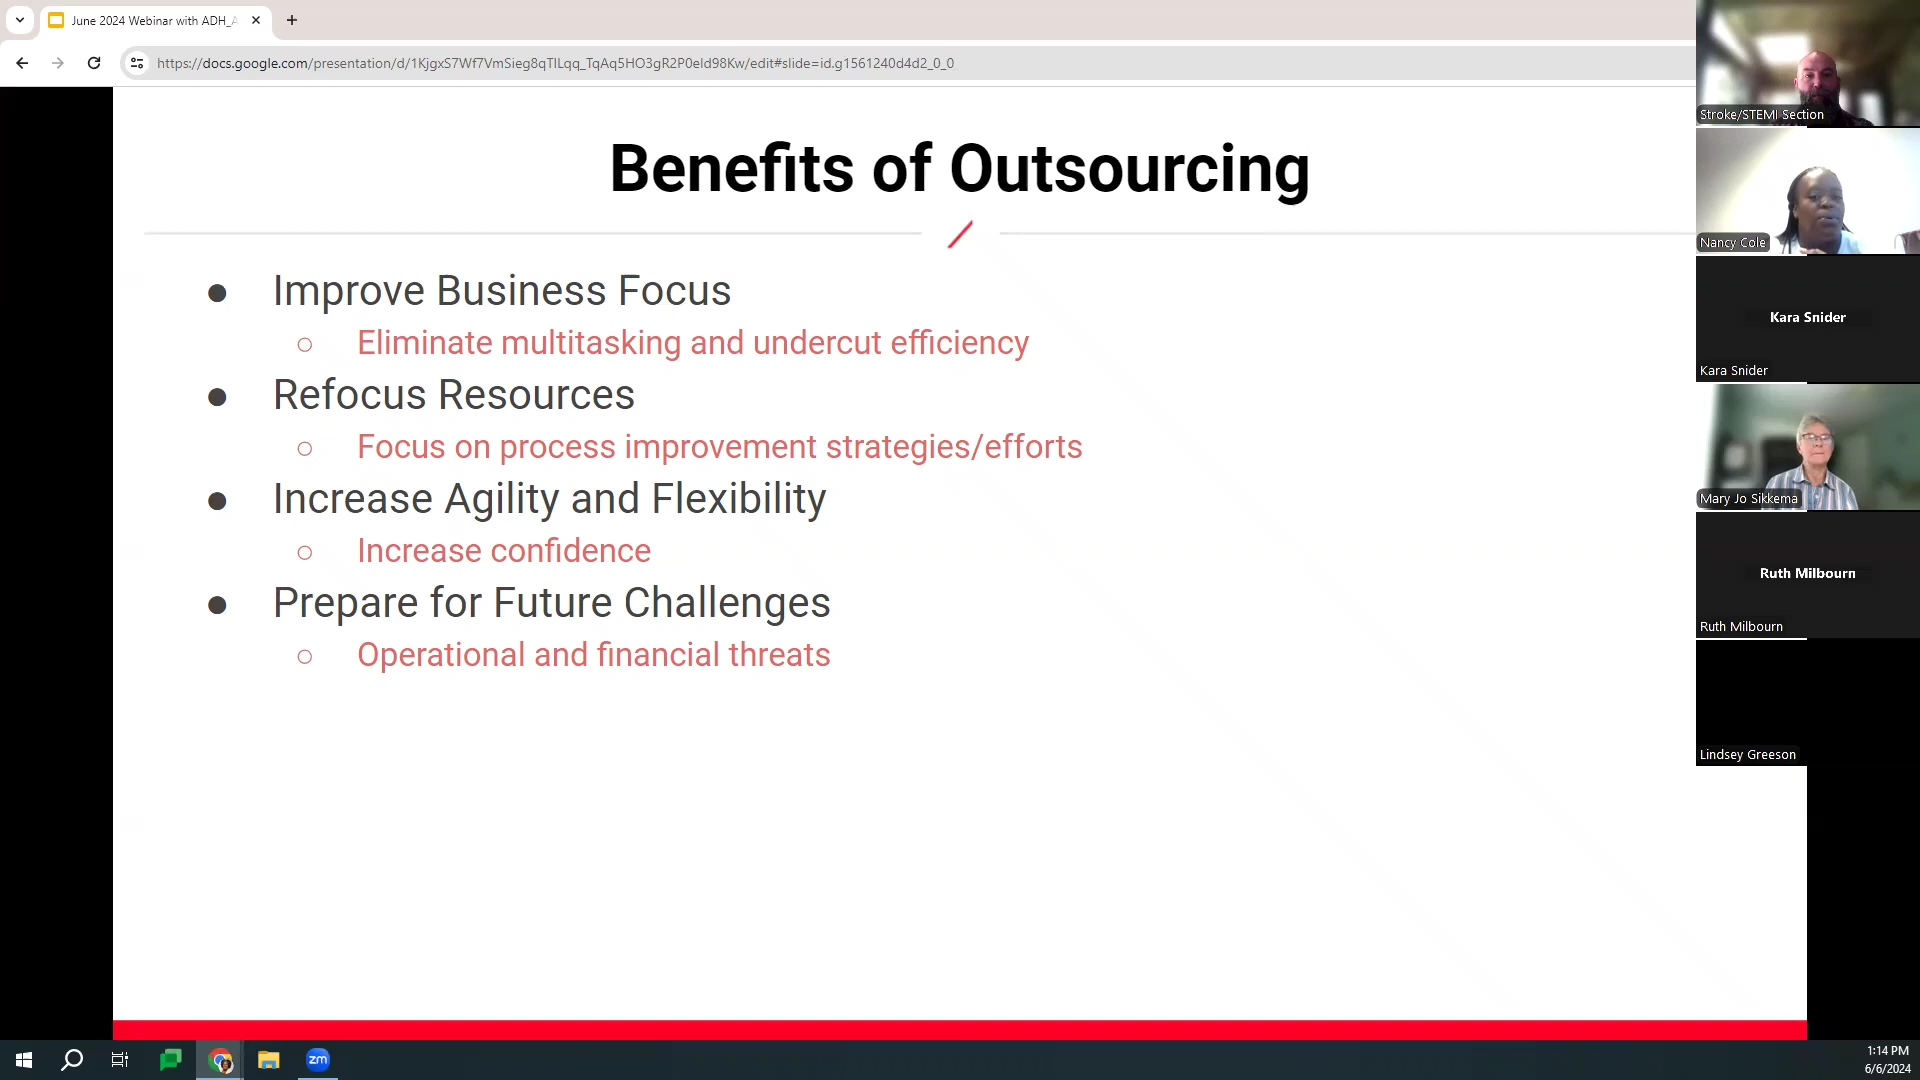 June 2024 Webinar with ADH_A
https://docs.google.com/presentation/d/1KjgxS7Wf7VmSieg8qTlLqq_TqAq5HO3gR2P0eld98Kw/edit#slide=id.g1561240d4d2_0_0
Benefits of Outsourcing
● Improve Business Focus
○ Eliminate multitasking and undercut efficiency
● Refocus Resources
○ Focus on process improvement strategies/efforts
● Increase Agility and Flexibility
○ Increase confidence
● Prepare for Future Challenges
○ Operational and financial threats
Stroke/STEMI Section
Nancy Cole
Kara Snider
Kara Snider
Mary Jo Sikkema
Ruth Milbourn
Ruth Milbourn
Lindsey Greeson
zm
1:14 PM
6/6/2024